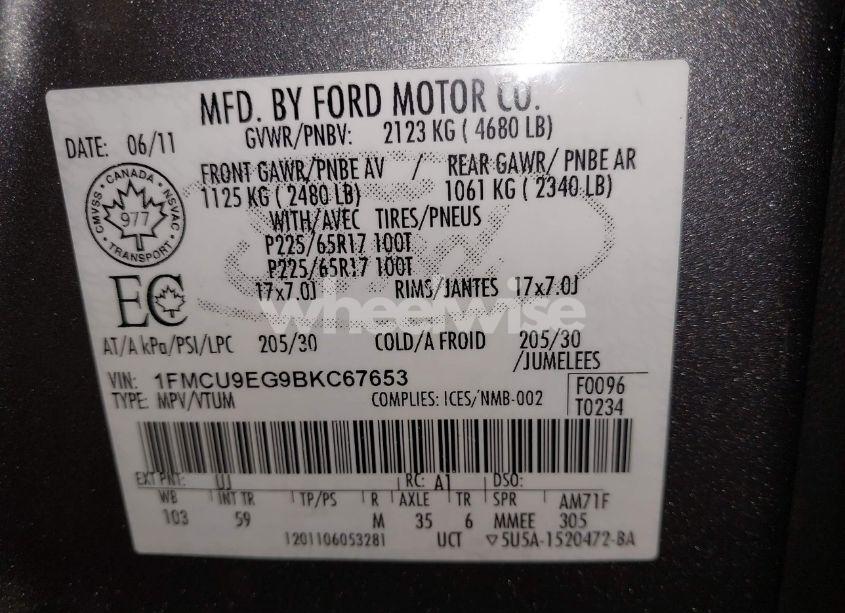 MFD. BY FORD MOTOR CO.
DATE: 06/11
GVWR/PNBV: 2123 KG ( 4680 LB)
FRONT GAWR/PNBE AV / REAR GAWR/ PNBE AR
1125 KG ( 2480 LB) 1061 KG ( 2340 LB)
WITH/AVEC TIRES/PNEUS
P225/65R17 100T
P225/65R17 100T
17x7.0J RIMS/JANTES 17x7.0J
CANADA
CMVSS NSVAC
977
TRANSPORT
EC
wheelwise
AT/A kPa/PSI/LPC 205/30 COLD/A FROID 205/30
/JUMELEES
VIN: 1FMCU9EG9BKC67653
F0096
TYPE: MPV/VTUM COMPLIES: ICES/NMB-002
T0234
EXT PNT: UJ RC: A1 DSO:
WB INT TR TP/PS R AXLE TR SPR AM71F
103 59 M 35 6 MMEE 305
1201106053281 UCT ▽5U5A-1520472-BA